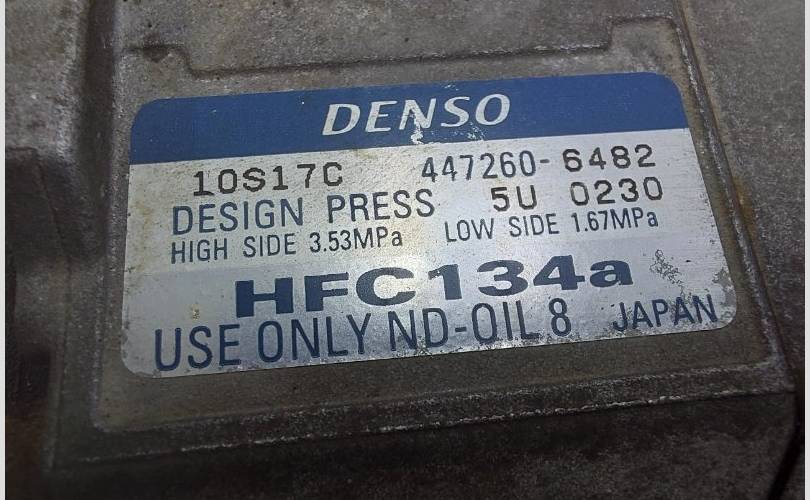 DENSO
10S17C 447260-6482
DESIGN PRESS 5U 0230
HIGH SIDE 3.53MPa LOW SIDE 1.67MPa
HFC134a
USE ONLY ND-OIL 8 JAPAN